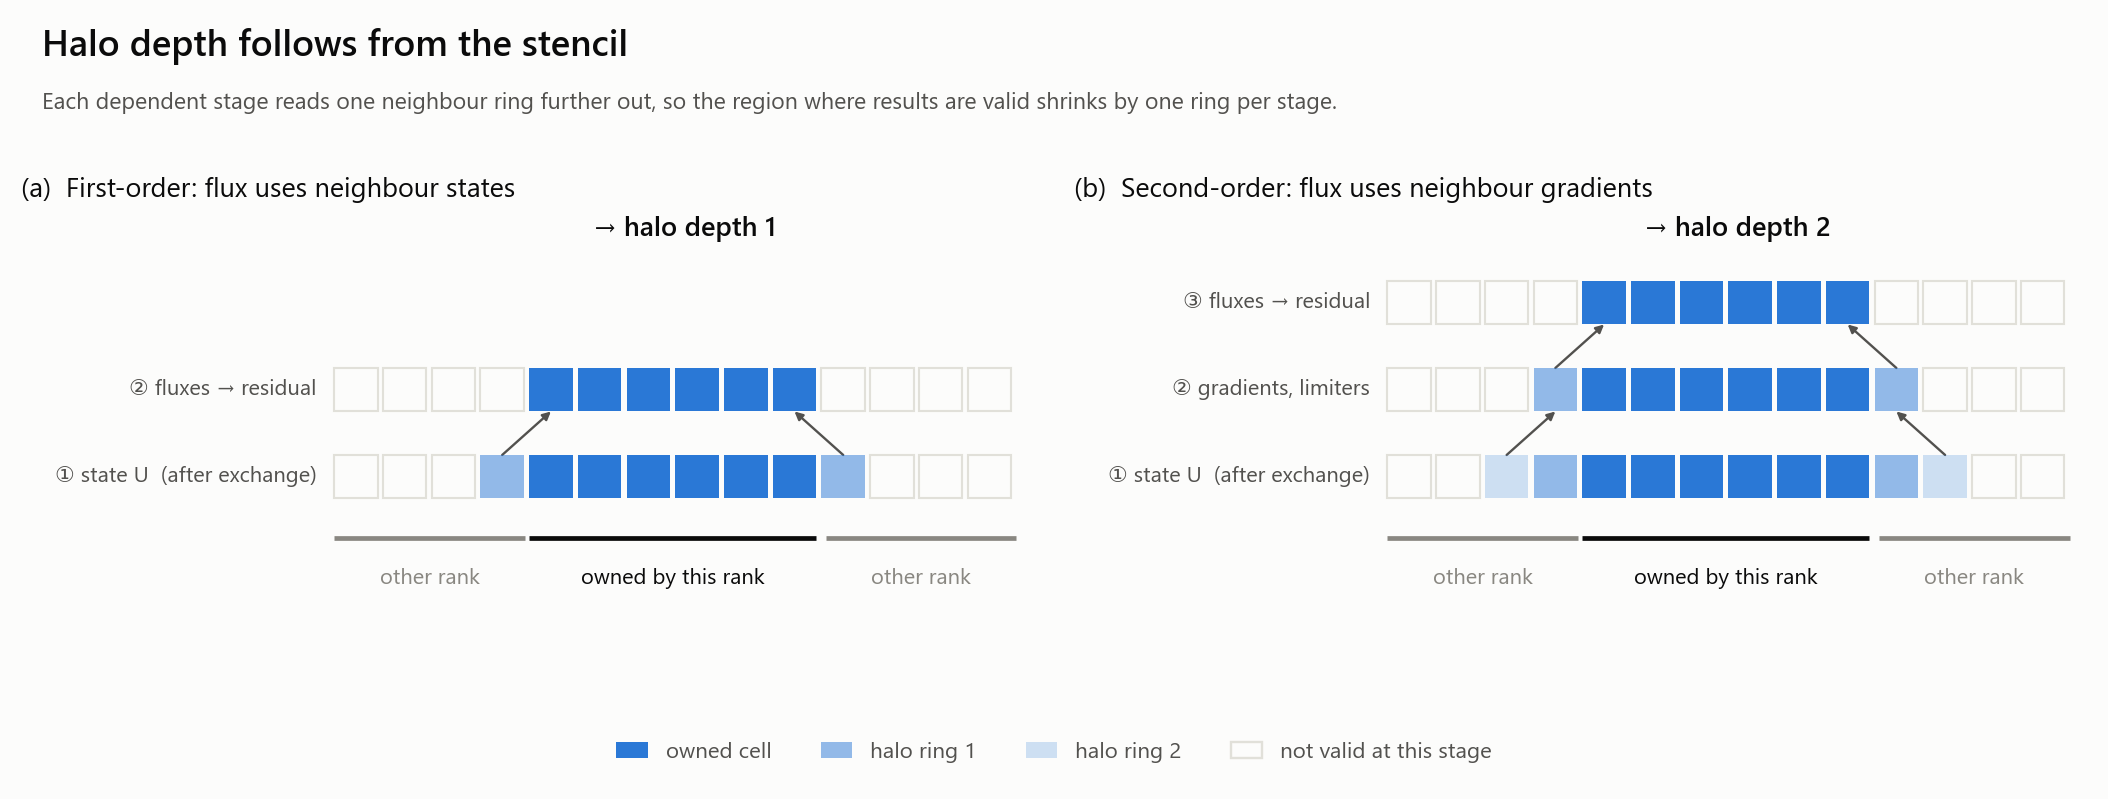 Halo depth follows from the stencil
Each dependent stage reads one neighbour ring further out, so the region where results are valid shrinks by one ring per stage.
(a) First-order: flux uses neighbour states
→ halo depth 1
② fluxes → residual
① state U (after exchange)
other rank
owned by this rank
other rank
(b) Second-order: flux uses neighbour gradients
→ halo depth 2
③ fluxes → residual
② gradients, limiters
① state U (after exchange)
other rank
owned by this rank
other rank
owned cell
halo ring 1
halo ring 2
not valid at this stage